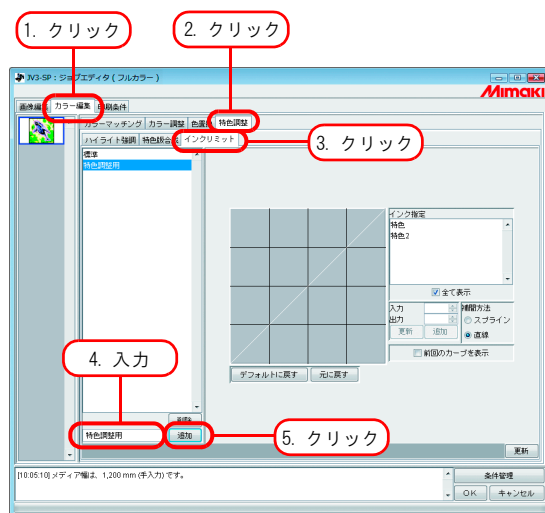 1. クリック
2. クリック
JV3-SP : ジョブエディタ ( フルカラー )
Mimaki
画像編集 カラー編集 印刷条件
カラーマッチング カラー調整 色置換 特色調整
ハイライト強調 特色版合成 インクリミット
3. クリック
標準
特色調整用
インク指定
特色
特色2
全て表示
入力
出力
更新 追加
補間方法
スプライン
直線
前回のカーブを表示
デフォルトに戻す 元に戻す
4. 入力
削除
特色調整用 追加
5. クリック
更新
[10:05:10] メディア幅は、1,200 mm (手入力) です。
条件管理
OK キャンセル